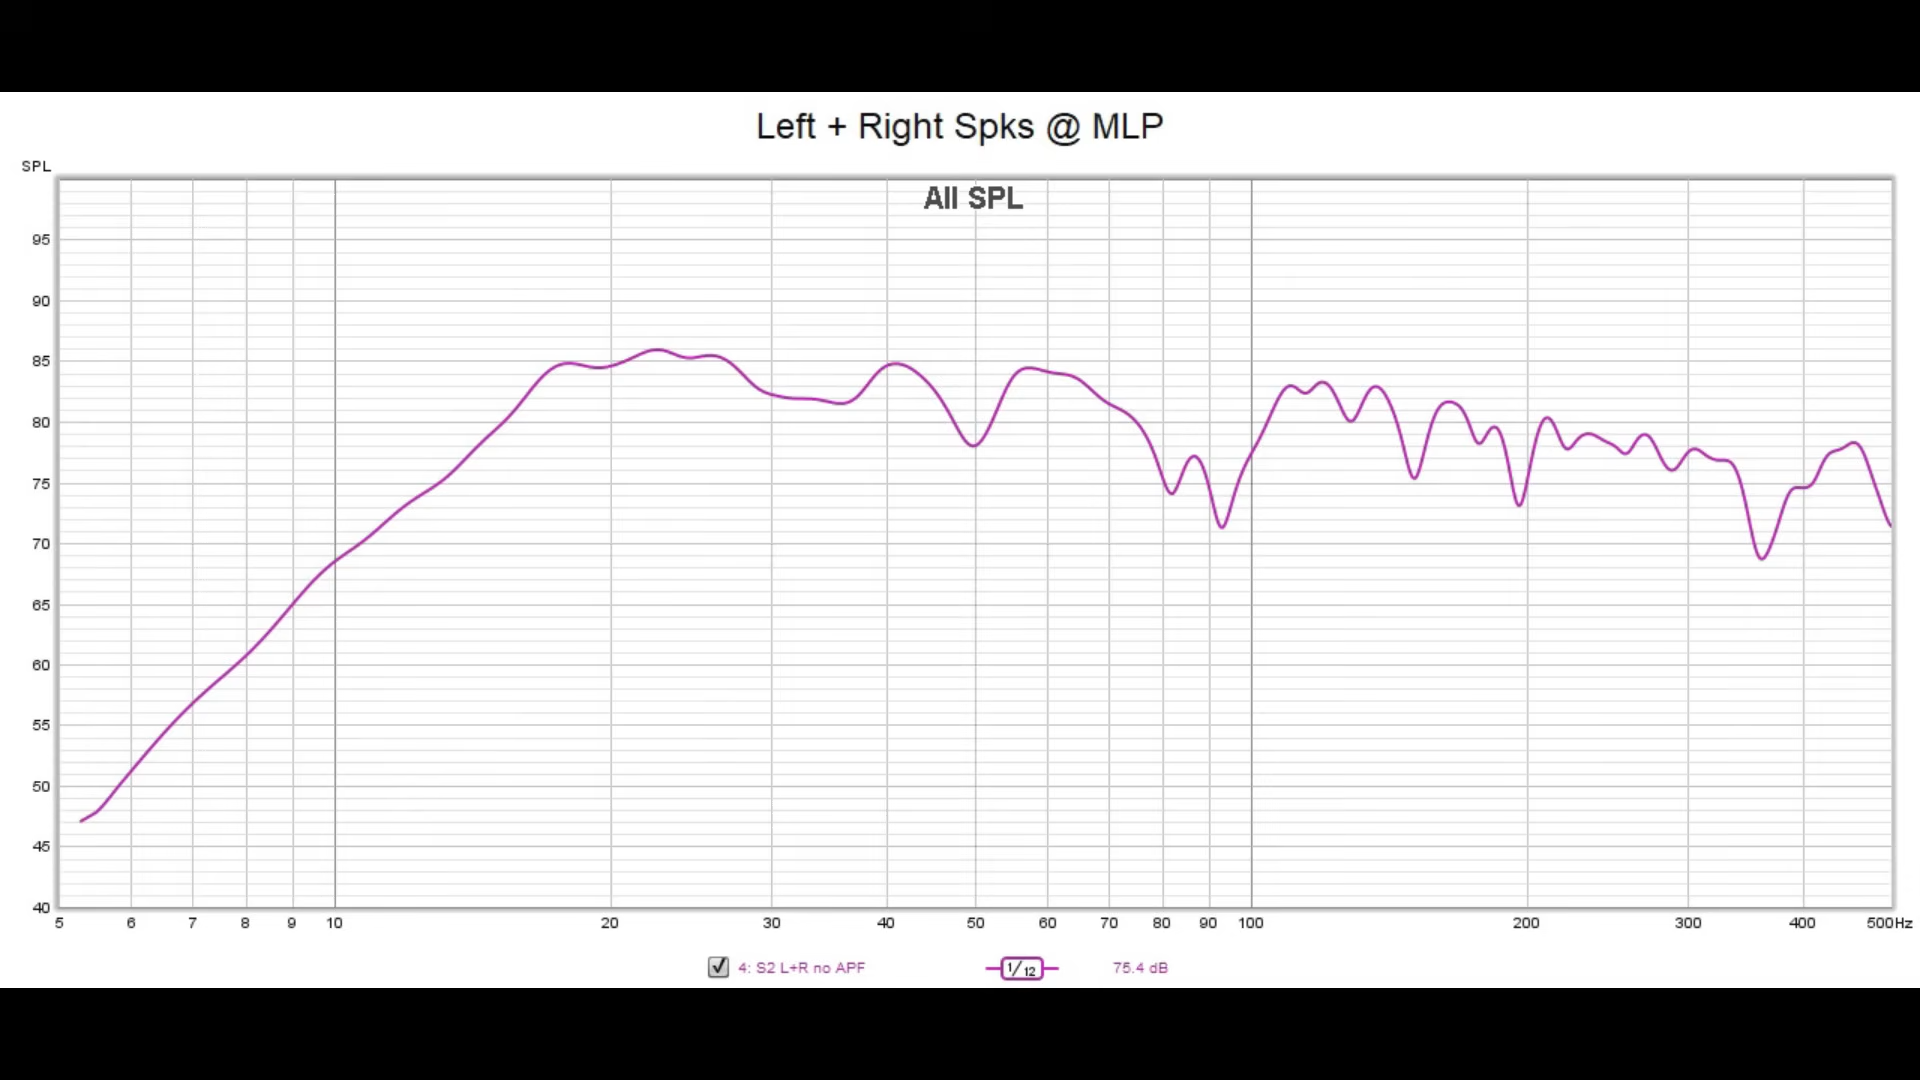 Left + Right Spks @ MLP
SPL
All SPL
95
90
85
80
75
70
65
60
55
50
45
40
5 6 7 8 9 10 20 30 40 50 60 70 80 90 100 200 300 400 500Hz
4: S2 L+R no APF 1/12 75.4 dB